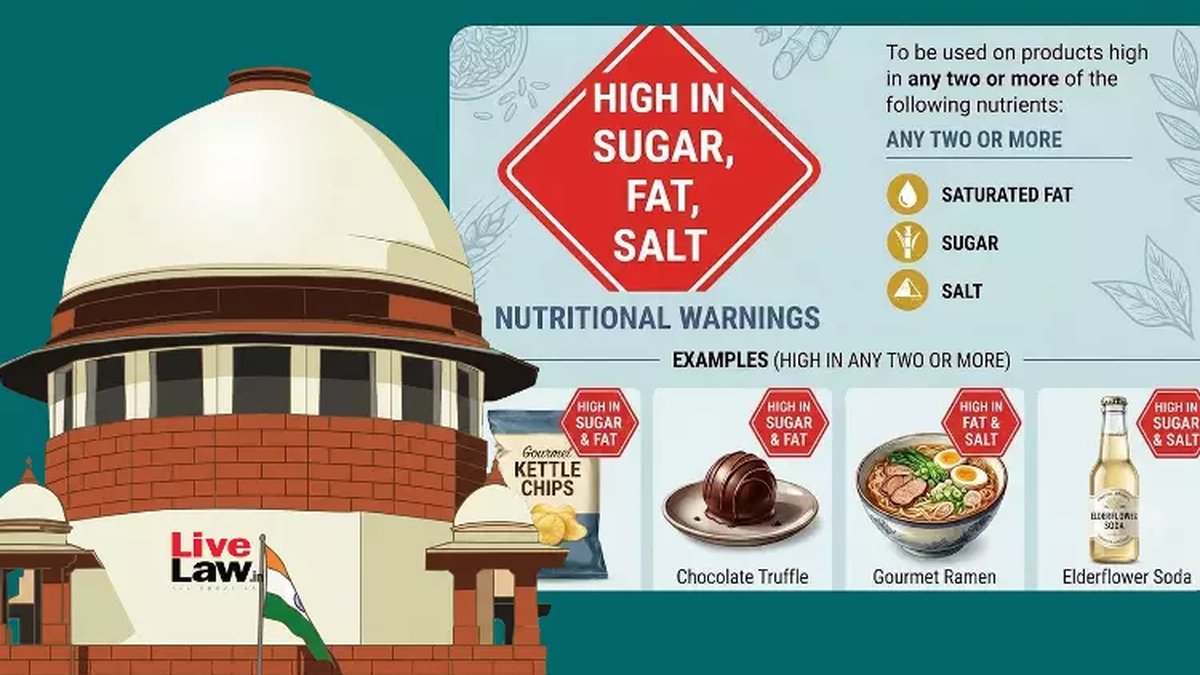 HIGH IN
SUGAR,
FAT,
SALT
NUTRITIONAL WARNINGS
To be used on products high
in any two or more of the
following nutrients:
ANY TWO OR MORE
SATURATED FAT
SUGAR
SALT
EXAMPLES (HIGH IN ANY TWO OR MORE)
HIGH IN
SUGAR
& FAT
Gourmet
KETTLE
CHIPS
HIGH IN
SUGAR
& FAT
Chocolate Truffle
HIGH IN
FAT &
SALT
Gourmet Ramen
HIGH IN
SUGAR
& SALT
ELDERFLOWER
SODA
Elderflower Soda
Live
Law.in